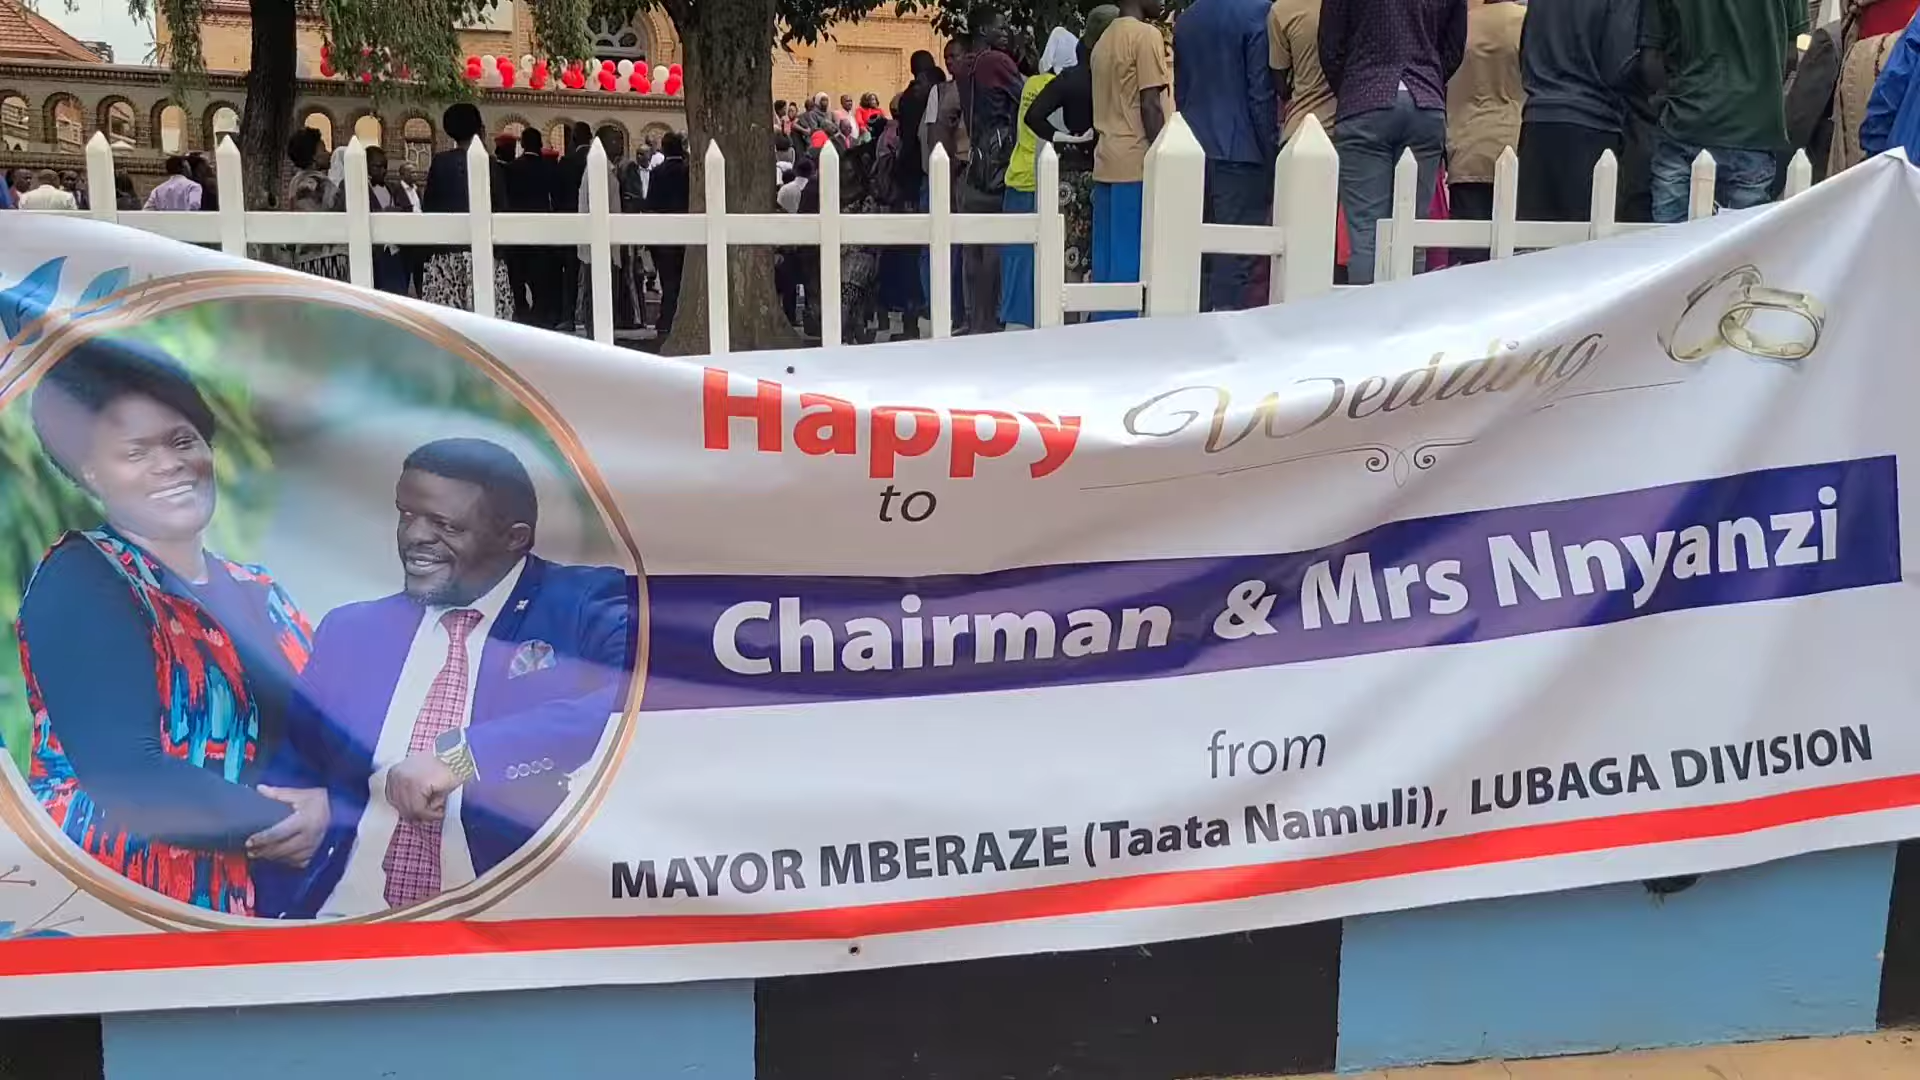 Happy Wedding
to
Chairman & Mrs Nnyanzi
from
MAYOR MBERAZE (Taata Namuli), LUBAGA DIVISION